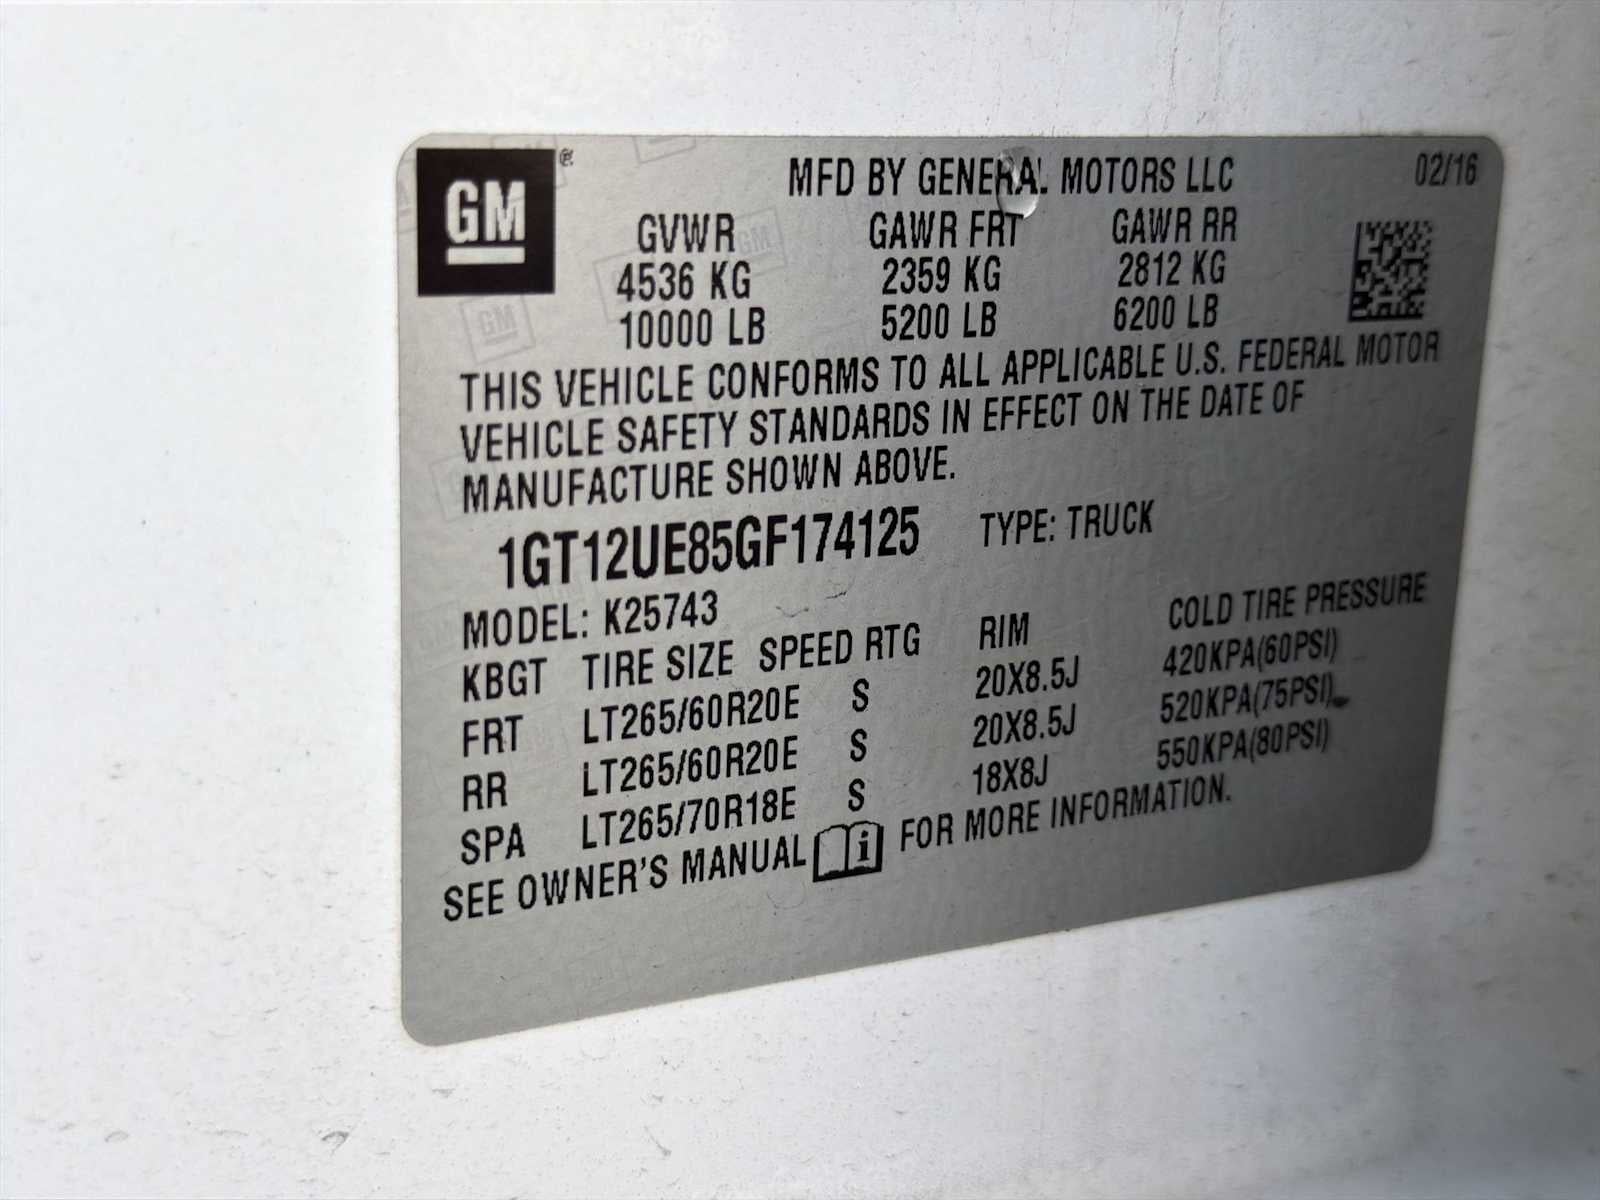 GM
MFD BY GENERAL MOTORS LLC 02/16
GVWR GAWR FRT GAWR RR
4536 KG 2359 KG 2812 KG
10000 LB 5200 LB 6200 LB
THIS VEHICLE CONFORMS TO ALL APPLICABLE U.S. FEDERAL MOTOR
VEHICLE SAFETY STANDARDS IN EFFECT ON THE DATE OF
MANUFACTURE SHOWN ABOVE.
1GT12UE85GF174125 TYPE: TRUCK
MODEL: K25743
KBGT TIRE SIZE SPEED RTG RIM COLD TIRE PRESSURE
FRT LT265/60R20E S 20X8.5J 420KPA(60PSI)
RR LT265/60R20E S 20X8.5J 520KPA(75PSI)
SPA LT265/70R18E S 18X8J 550KPA(80PSI)
SEE OWNER'S MANUAL i FOR MORE INFORMATION.